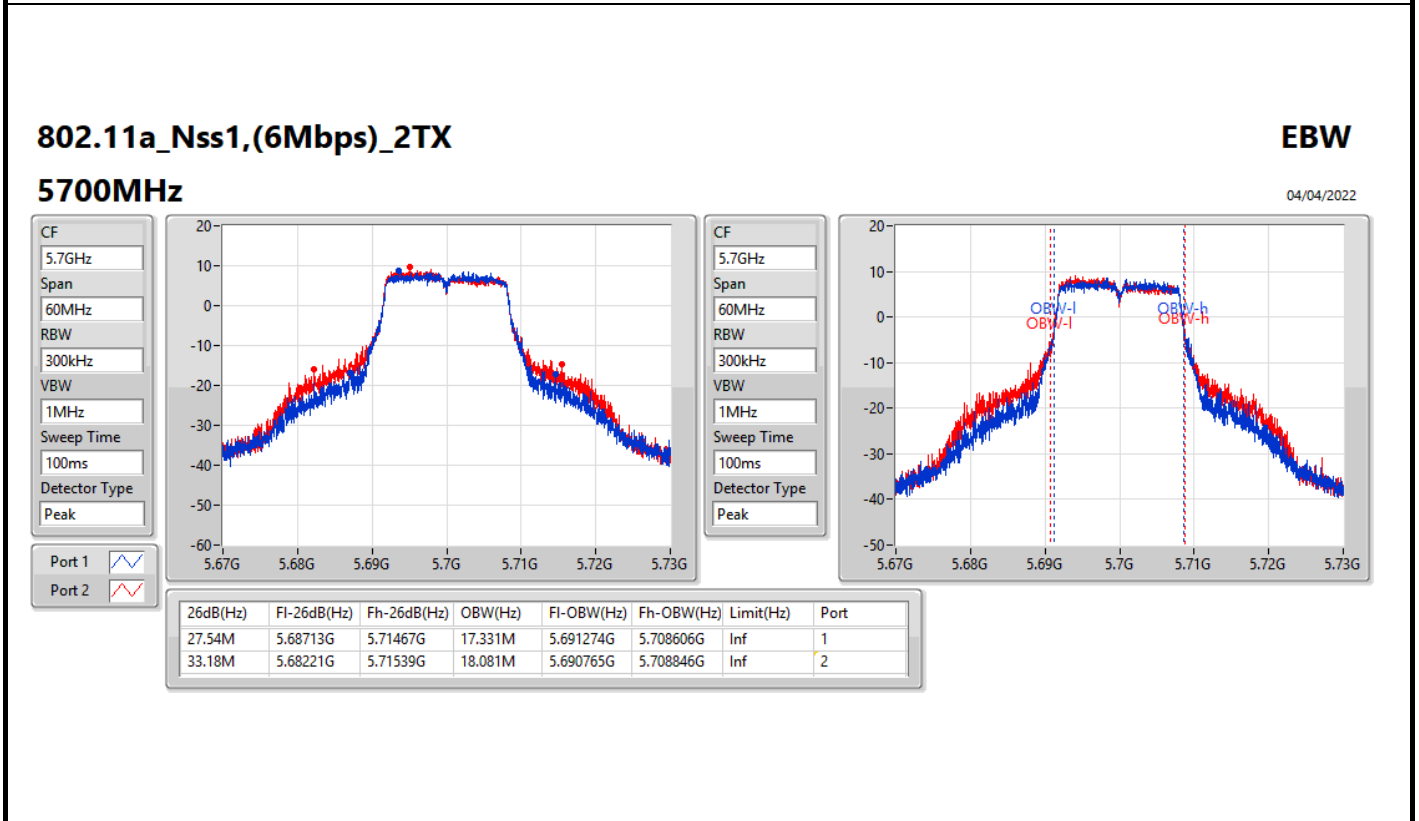 802.11a_Nss1,(6Mbps)_2TX
EBW
5700MHz
04/04/2022
CF
5.7GHz
Span
60MHz
RBW
300kHz
VBW
1MHz
Sweep Time
100ms
Detector Type
Peak
Port 1
Port 2
20
10
0
-10
-20
-30
-40
-50
-60
5.67G 5.68G 5.69G 5.7G 5.71G 5.72G 5.73G
CF
5.7GHz
Span
60MHz
RBW
300kHz
VBW
1MHz
Sweep Time
100ms
Detector Type
Peak
20
10
0
-10
-20
-30
-40
-50
OBW-l
OBW-l
OBW-h
OBW-h
5.67G 5.68G 5.69G 5.7G 5.71G 5.72G 5.73G
26dB(Hz) Fl-26dB(Hz) Fh-26dB(Hz) OBW(Hz) Fl-OBW(Hz) Fh-OBW(Hz) Limit(Hz) Port
27.54M 5.68713G 5.71467G 17.331M 5.691274G 5.708606G Inf 1
33.18M 5.68221G 5.71539G 18.081M 5.690765G 5.708846G Inf 2